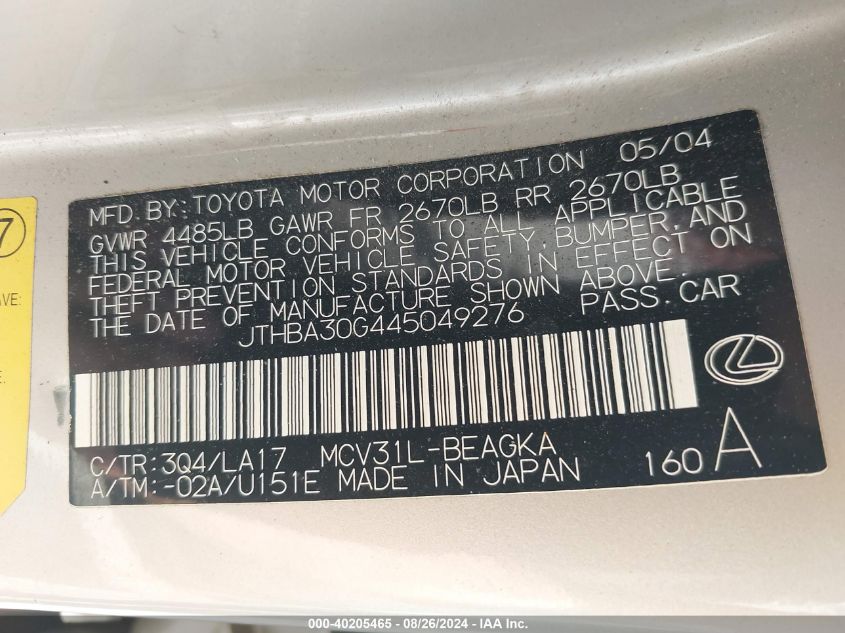 MFD. BY: TOYOTA MOTOR CORPORATION 05/04
GVWR 4485LB GAWR FR 2670LB RR 2670LB
THIS VEHICLE CONFORMS TO ALL APPLICABLE
FEDERAL MOTOR VEHICLE SAFETY, BUMPER, AND
THEFT PREVENTION STANDARDS IN EFFECT ON
THE DATE OF MANUFACTURE SHOWN ABOVE.
JTHBA30G445049276 PASS. CAR
C/TR: 3Q4/LA17 MCV31L-BEAGKA
A/TM: -02A/U151E MADE IN JAPAN
160 A
7
AVE:
E:
000-40205465 - 08/26/2024 - IAA Inc.